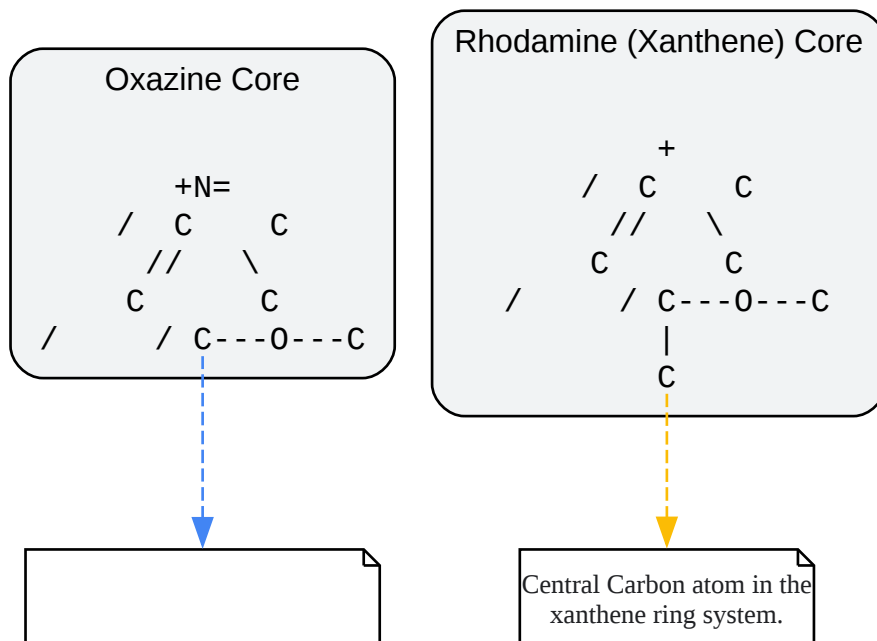 Oxazine Core
+N=
/ C C
// \
C C
/ / C---O---C
Rhodamine (Xanthene) Core
+
/ C C
// \
C C
/ / C---O---C
|
C
Central Carbon atom in the
xanthene ring system.